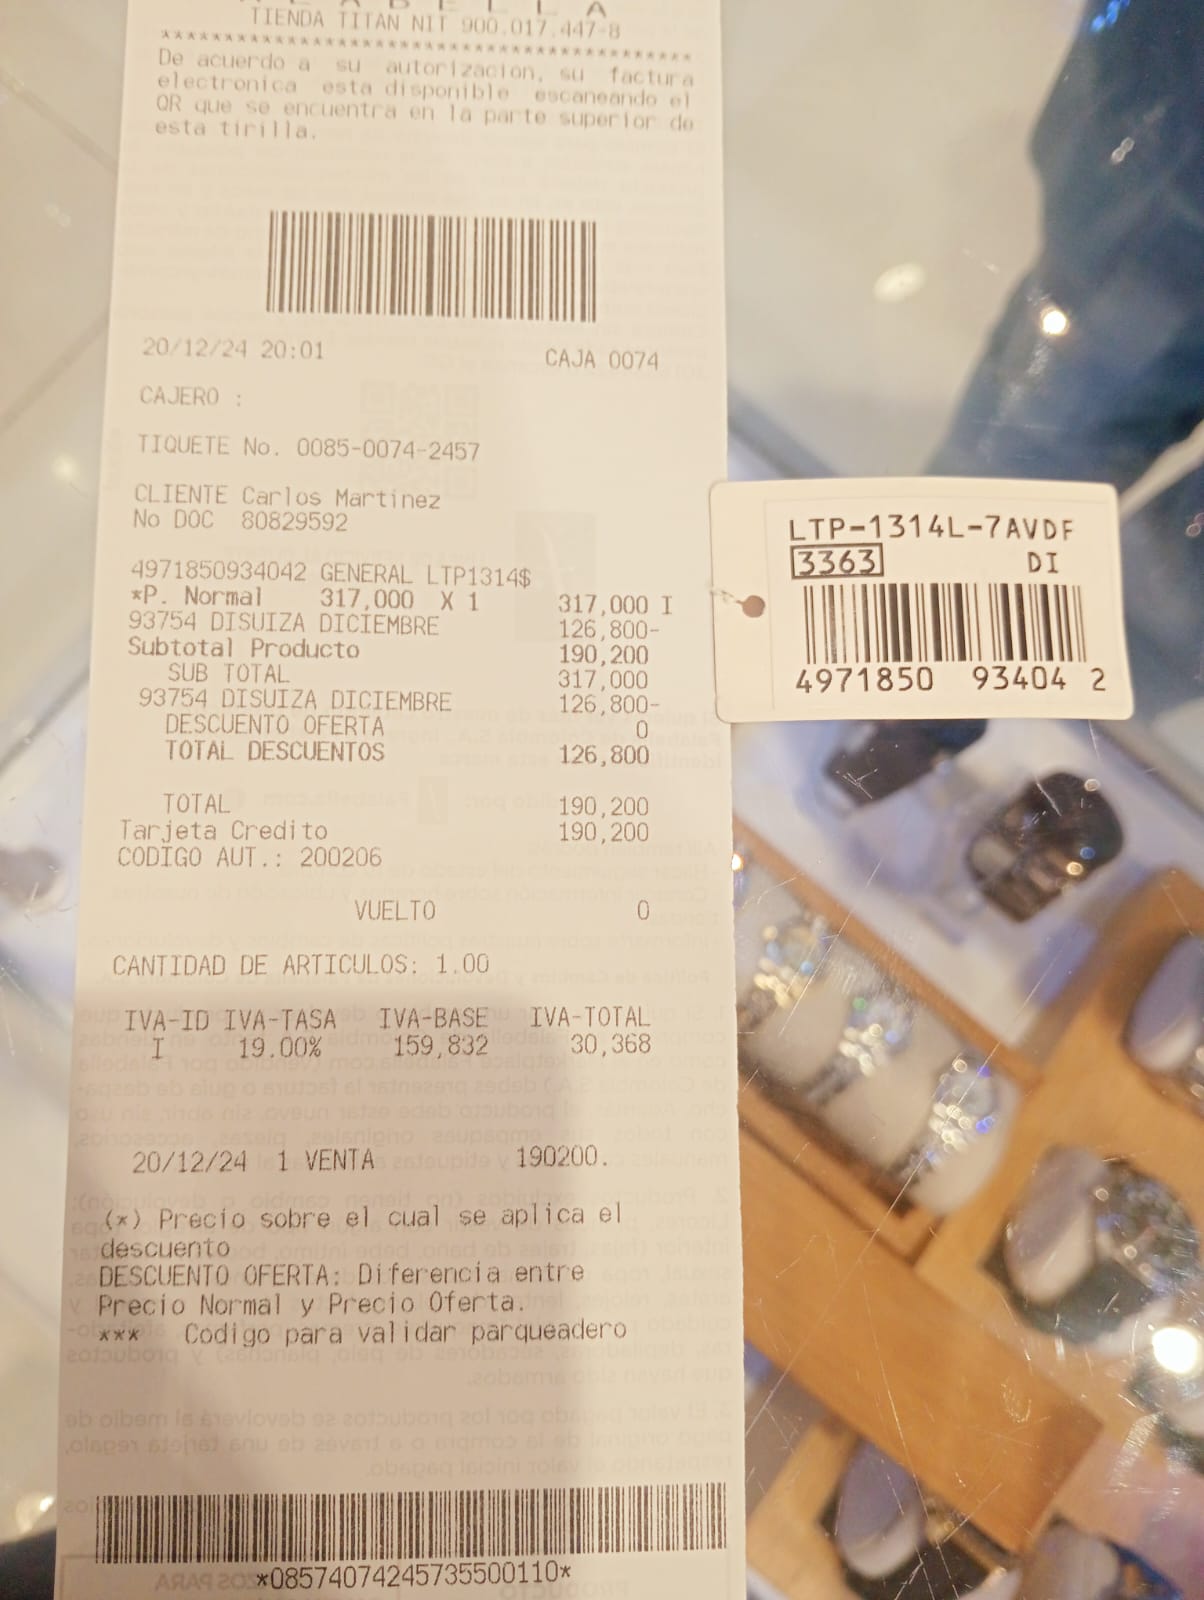 TIENDA TITAN NIT 900.017.447-8
******************************************
De acuerdo a su autorizacion, su factura
electronica esta disponible escaneando el
QR que se encuentra en la parte superior de
esta tirilla.
20/12/24 20:01 CAJA 0074
CAJERO :
TIQUETE No. 0085-0074-2457
CLIENTE Carlos Martinez
No DOC 80829592
4971850934042 GENERAL LTP1314$
*P. Normal 317,000 X 1 317,000 I
93754 DISUIZA DICIEMBRE 126,800-
Subtotal Producto 190,200
SUB TOTAL 317,000
93754 DISUIZA DICIEMBRE 126,800-
DESCUENTO OFERTA 0
TOTAL DESCUENTOS 126,800
TOTAL 190,200
Tarjeta Credito 190,200
CODIGO AUT.: 200206
VUELTO 0
CANTIDAD DE ARTICULOS: 1.00
IVA-ID IVA-TASA IVA-BASE IVA-TOTAL
I 19.00% 159,832 30,368
20/12/24 1 VENTA 190200.
(*) Precio sobre el cual se aplica el
descuento
DESCUENTO OFERTA: Diferencia entre
Precio Normal y Precio Oferta.
*** Codigo para validar parqueadero
*08574074245735500110*
LTP-1314L-7AVDF
3363 DI
4971850 93404 2